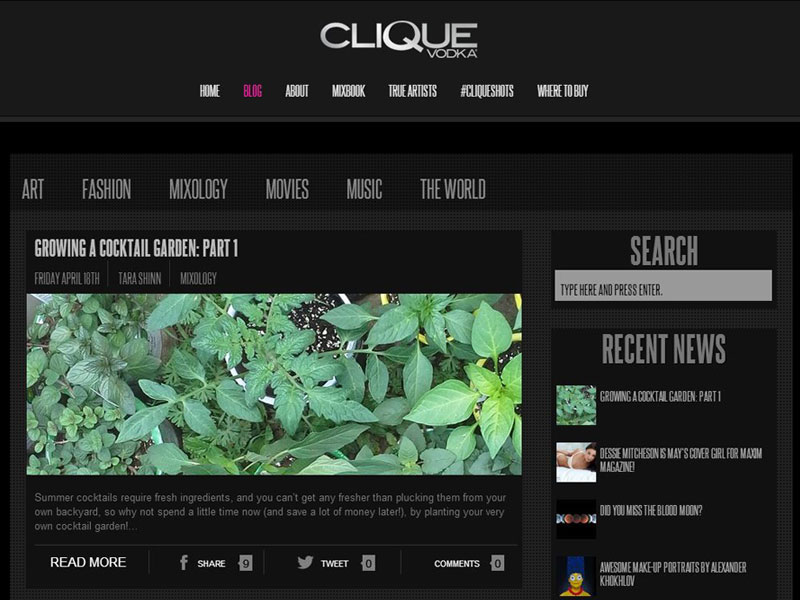 CLIQUE
VODKA
HOME BLOG ABOUT MIXBOOK TRUE ARTISTS #CLIQUESHOTS WHERE TO BUY
ART FASHION MIXOLOGY MOVIES MUSIC THE WORLD
GROWING A COCKTAIL GARDEN: PART 1
FRIDAY APRIL 18TH TARA SHINN MIXOLOGY
Summer cocktails require fresh ingredients, and you can't get any fresher than plucking them from your
own backyard, so why not spend a little time now (and save a lot of money later!), by planting your very
own cocktail garden!...
READ MORE SHARE 9 TWEET 0 COMMENTS 0
SEARCH
TYPE HERE AND PRESS ENTER.
RECENT NEWS
GROWING A COCKTAIL GARDEN: PART 1
DESSIE MITCHESON IS MAY'S COVER GIRL FOR MAXIM
MAGAZINE!
DID YOU MISS THE BLOOD MOON?
AWESOME MAKE-UP PORTRAITS BY ALEXANDER
KHOKHLOV